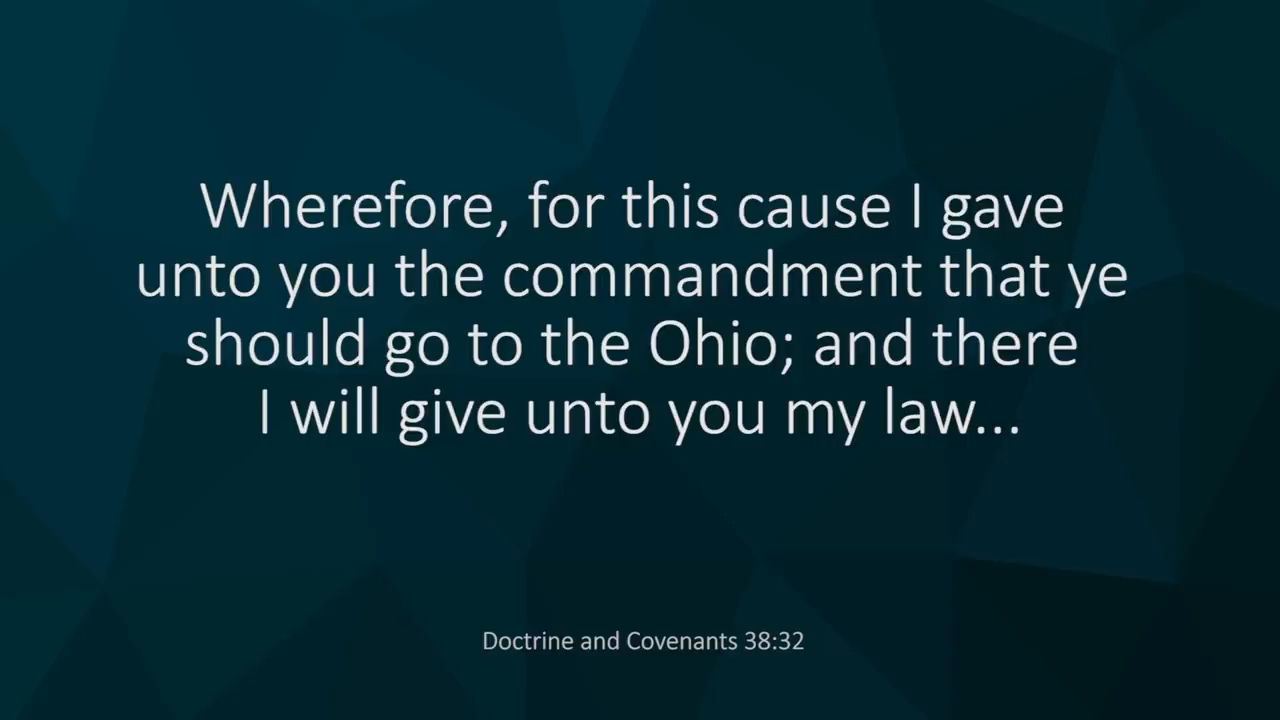 Wherefore, for this cause I gave
unto you the commandment that ye
should go to the Ohio; and there
I will give unto you my law...
Doctrine and Covenants 38:32